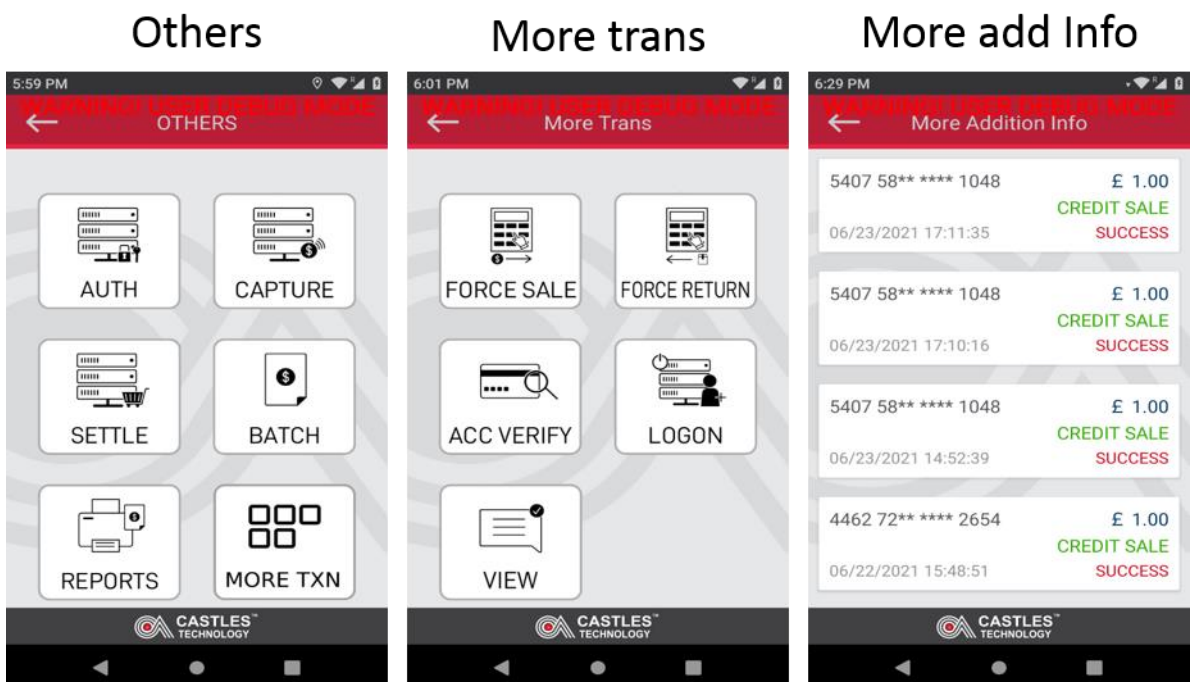 Others
More trans
More add Info
5:59 PM
WARNING! USER DEBUG MODE
OTHERS
AUTH
CAPTURE
SETTLE
BATCH
REPORTS
MORE TXN
CASTLES™
TECHNOLOGY
6:01 PM
WARNING! USER DEBUG MODE
More Trans
FORCE SALE
FORCE RETURN
ACC VERIFY
LOGON
VIEW
CASTLES™
TECHNOLOGY
6:29 PM
WARNING! USER DEBUG MODE
More Addition Info
5407 58** **** 1048
£ 1.00
CREDIT SALE
06/23/2021 17:11:35
SUCCESS
5407 58** **** 1048
£ 1.00
CREDIT SALE
06/23/2021 17:10:16
SUCCESS
5407 58** **** 1048
£ 1.00
CREDIT SALE
06/23/2021 14:52:39
SUCCESS
4462 72** **** 2654
£ 1.00
CREDIT SALE
06/22/2021 15:48:51
SUCCESS
CASTLES™
TECHNOLOGY